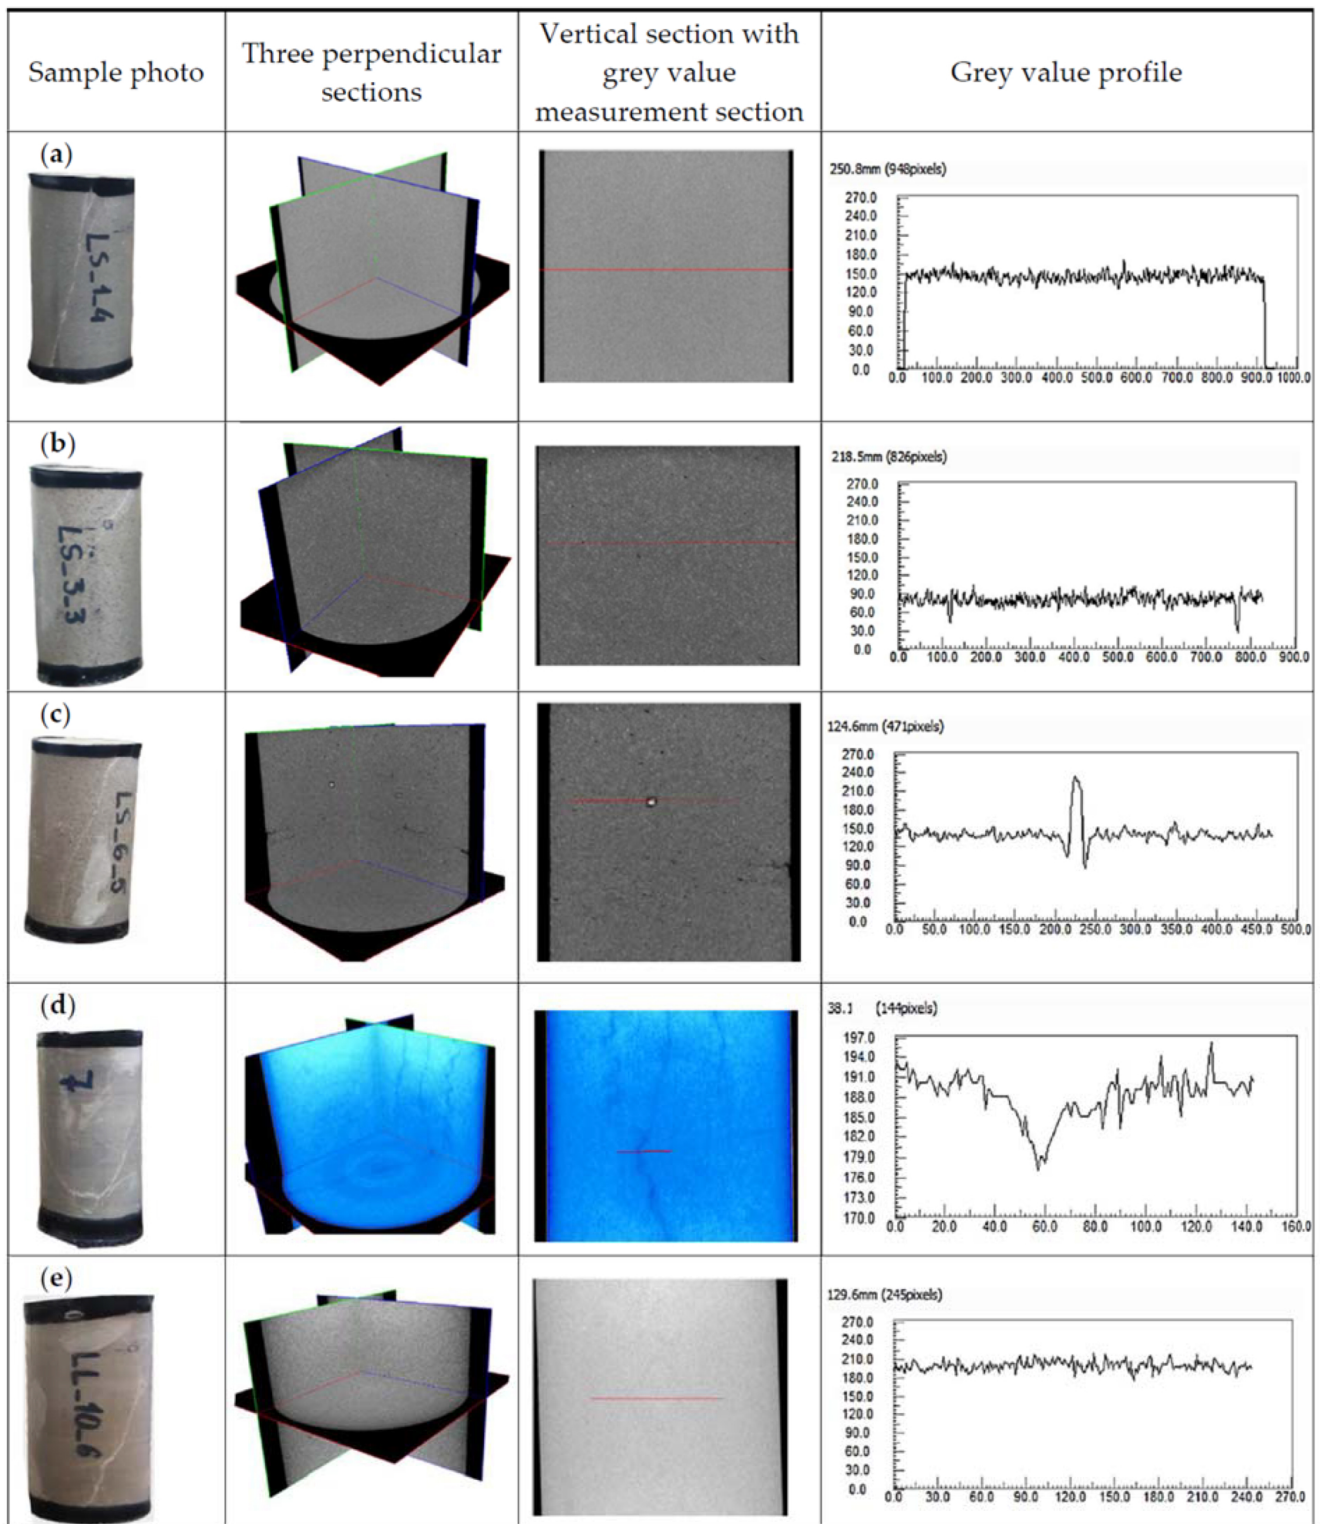 Sample photo
Three perpendicular
sections
Vertical section with
grey value
measurement section
Grey value profile
(a)
LS_1_4
250.8mm (948pixels)
270.0
240.0
210.0
180.0
150.0
120.0
90.0
60.0
30.0
0.0
0.0 100.0 200.0 300.0 400.0 500.0 600.0 700.0 800.0 900.0 1000.0
(b)
LS_3_3
218.5mm (826pixels)
270.0
240.0
210.0
180.0
150.0
120.0
90.0
60.0
30.0
0.0
0.0 100.0 200.0 300.0 400.0 500.0 600.0 700.0 800.0 900.0
(c)
LS_6_5
124.6mm (471pixels)
270.0
240.0
210.0
180.0
150.0
120.0
90.0
60.0
30.0
0.0
0.0 50.0 100.0 150.0 200.0 250.0 300.0 350.0 400.0 450.0 500.0
(d)
7
38.1 (144pixels)
197.0
194.0
191.0
188.0
185.0
182.0
179.0
176.0
173.0
170.0
0.0 20.0 40.0 60.0 80.0 100.0 120.0 140.0 160.0
(e)
LL_10_6
129.6mm (245pixels)
270.0
240.0
210.0
180.0
150.0
120.0
90.0
60.0
30.0
0.0
0.0 30.0 60.0 90.0 120.0 150.0 180.0 210.0 240.0 270.0